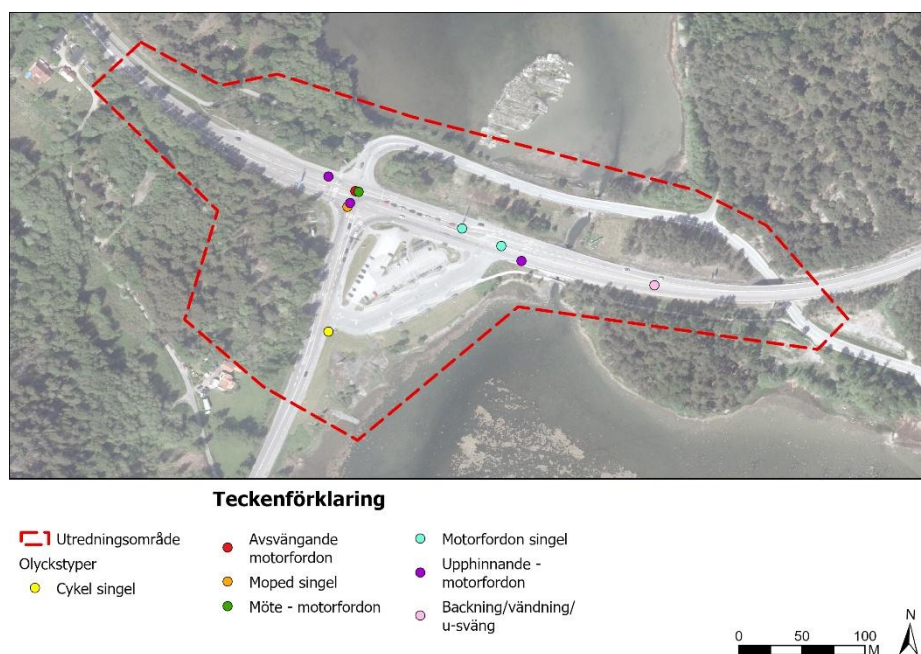 Teckenförklaring
Utredningsområde
Olyckstyper
Cykel singel
Avsvängande
motorfordon
Moped singel
Möte - motorfordon
Motorfordon singel
Upphinnande -
motorfordon
Backning/vändning/
u-sväng
N
0 50 100
M